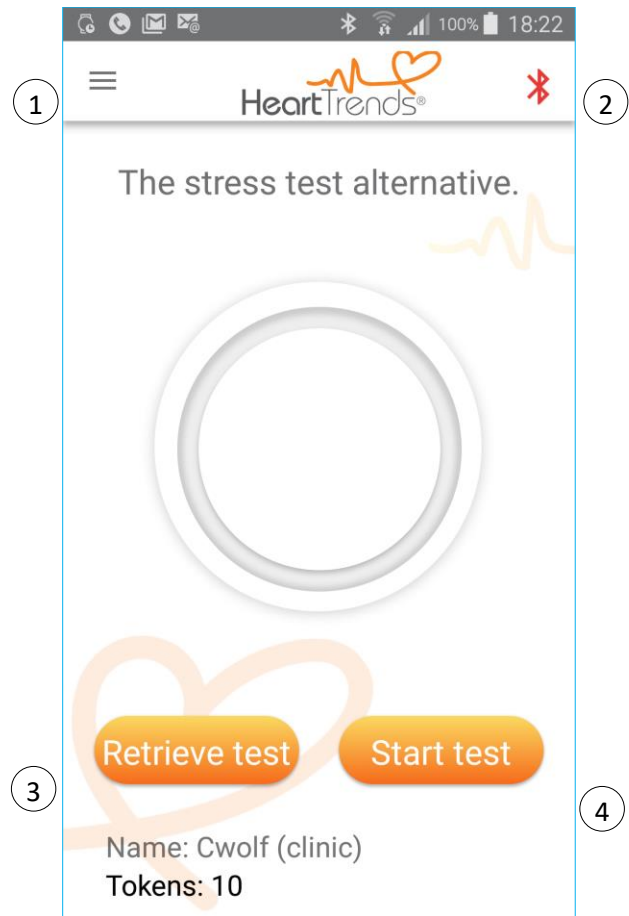 100% 18:22
1
HeartTrends®
2
The stress test alternative.
Retrieve test
Start test
3
4
Name: Cwolf (clinic)
Tokens: 10